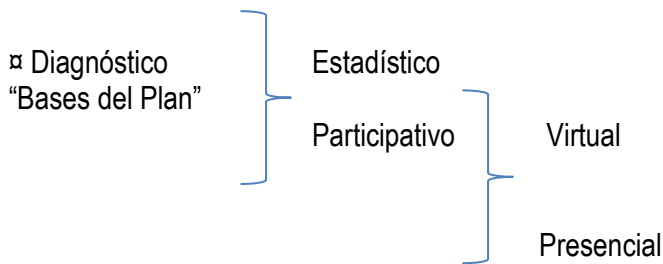 ¤ Diagnóstico
“Bases del Plan”
Estadístico
Participativo
Virtual
Presencial